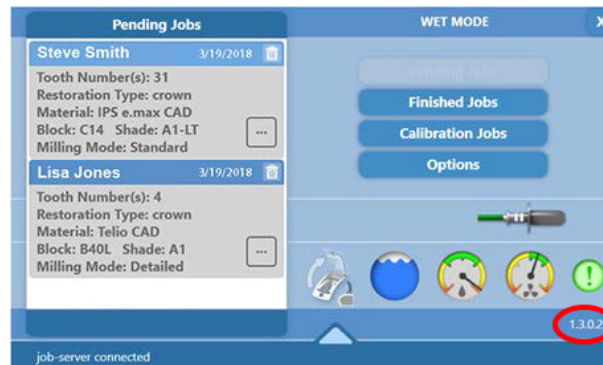 Pending Jobs
WET MODE
X
Steve Smith 3/19/2018
Tooth Number(s): 31
Restoration Type: crown
Material: IPS e.max CAD
Block: C14 Shade: A1-LT
Milling Mode: Standard
...
Lisa Jones 3/19/2018
Tooth Number(s): 4
Restoration Type: crown
Material: Telio CAD
Block: B40L Shade: A1
Milling Mode: Detailed
...
Pending Jobs
Finished Jobs
Calibration Jobs
Options
!
1.3.0.2
job-server connected